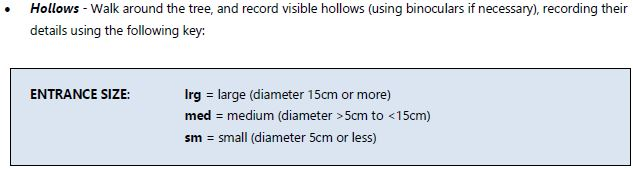 • Hollows - Walk around the tree, and record visible hollows (using binoculars if necessary), recording their
details using the following key:
ENTRANCE SIZE: lrg = large (diameter 15cm or more)
med = medium (diameter >5cm to <15cm)
sm = small (diameter 5cm or less)